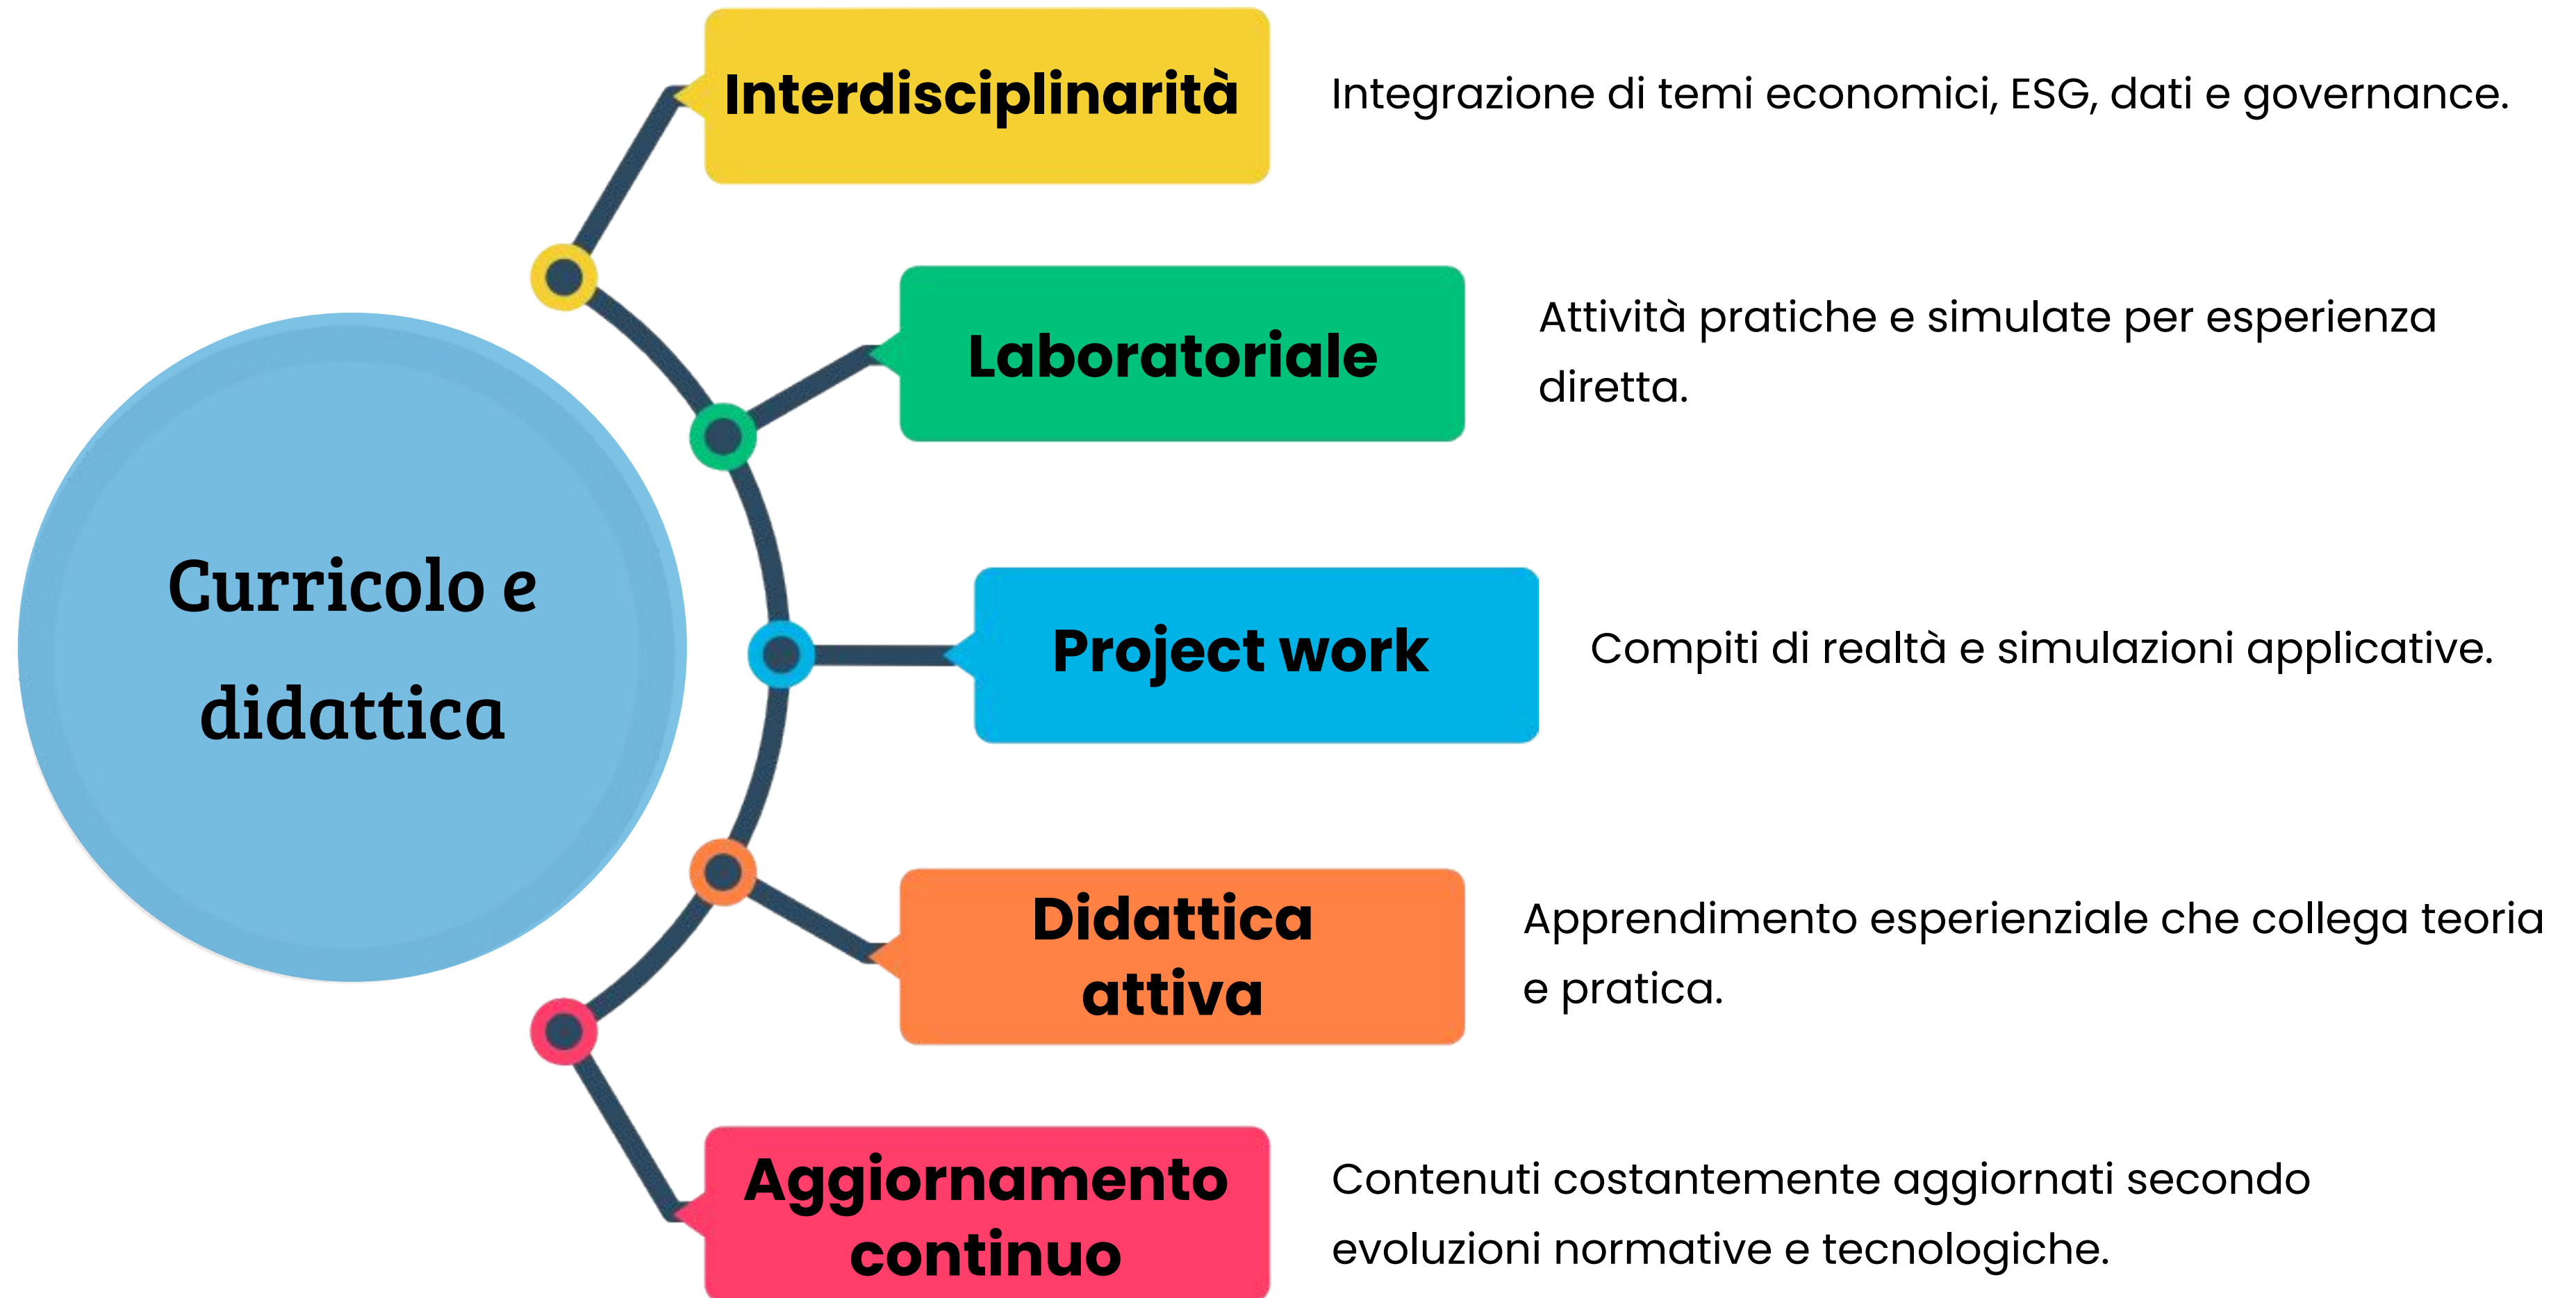 Curricolo e
didattica
Interdisciplinarità
Integrazione di temi economici, ESG, dati e governance.
Laboratoriale
Attività pratiche e simulate per esperienza
diretta.
Project work
Compiti di realtà e simulazioni applicative.
Didattica
attiva
Apprendimento esperienziale che collega teoria
e pratica.
Aggiornamento
continuo
Contenuti costantemente aggiornati secondo
evoluzioni normative e tecnologiche.